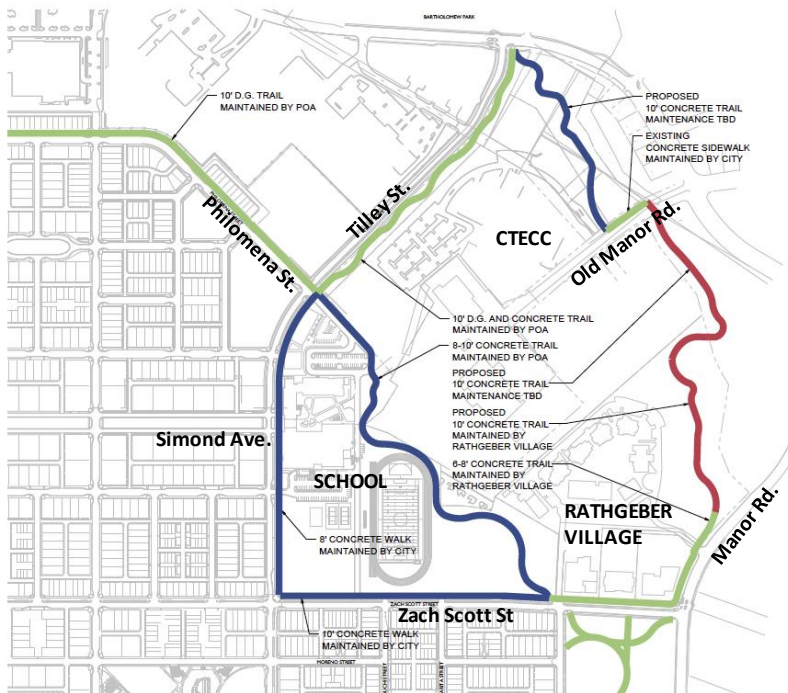 BARTHOLOMEW PARK
10' D.G. TRAIL
MAINTAINED BY POA
PROPOSED
10' CONCRETE TRAIL
MAINTENANCE TBD
EXISTING
CONCRETE SIDEWALK
MAINTAINED BY CITY
Philomena St.
Tilley St.
CTECC
Old Manor Rd.
10' D.G. AND CONCRETE TRAIL
MAINTAINED BY POA
8-10' CONCRETE TRAIL
MAINTAINED BY POA
PROPOSED
10' CONCRETE TRAIL
MAINTENANCE TBD
PROPOSED
10' CONCRETE TRAIL
MAINTAINED BY
RATHGEBER VILLAGE
6-8' CONCRETE TRAIL
MAINTAINED BY
RATHGEBER VILLAGE
Simond Ave.
SCHOOL
RATHGEBER
VILLAGE
Manor Rd.
8' CONCRETE WALK
MAINTAINED BY CITY
ZACH SCOTT STREET
Zach Scott St
10' CONCRETE WALK
MAINTAINED BY CITY
MORENO STREET